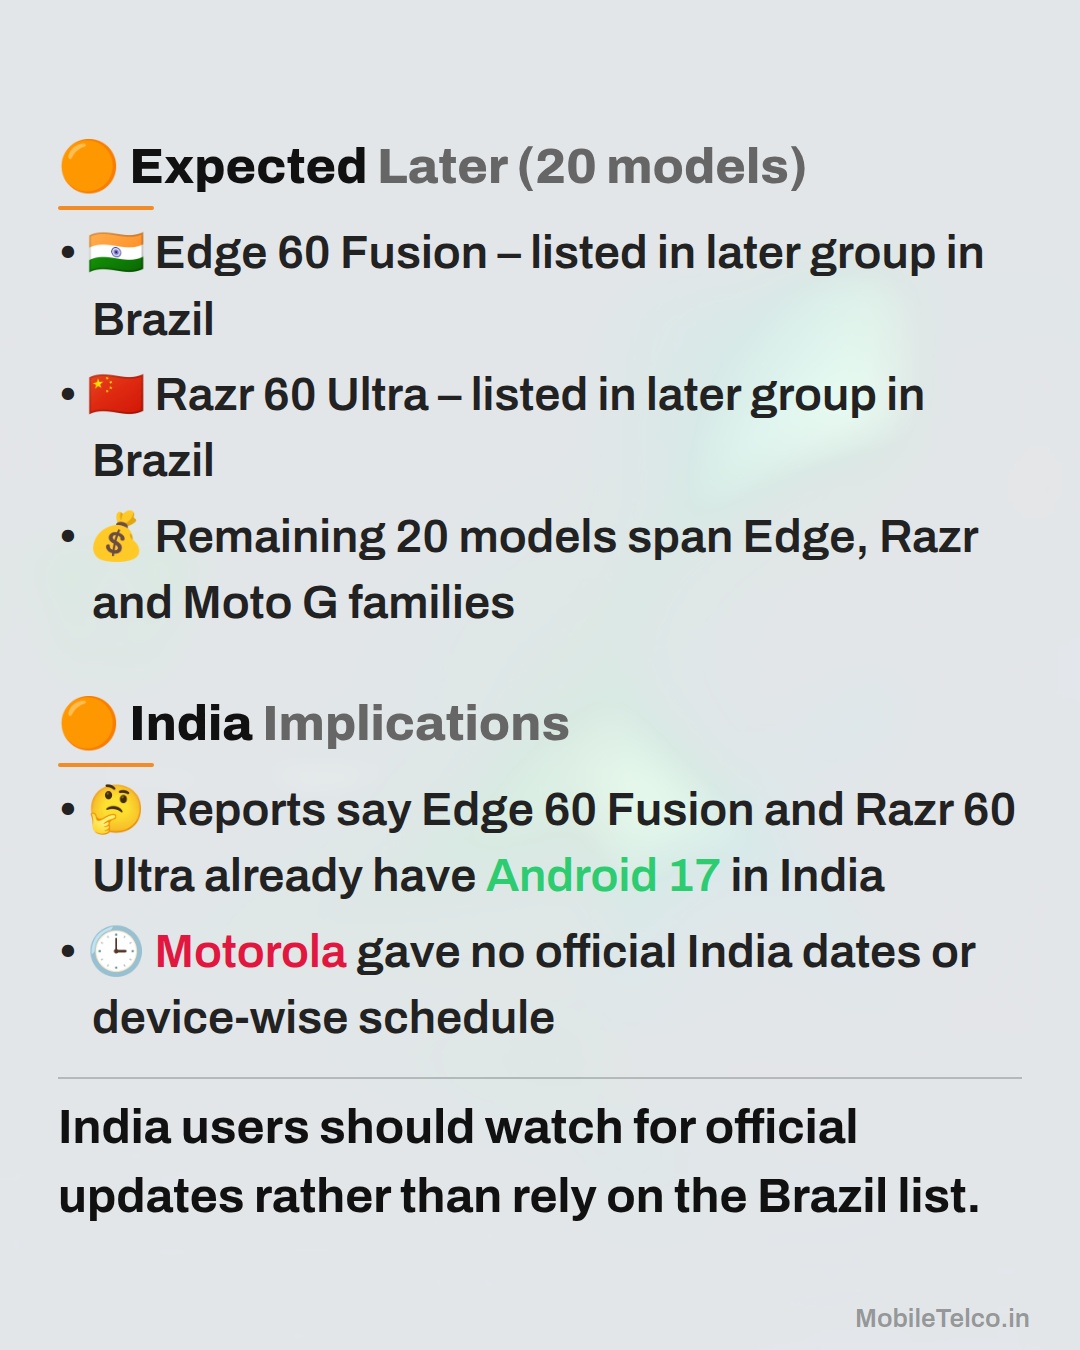 🟠 Expected Later (20 models)
• 🇮🇳 Edge 60 Fusion – listed in later group in
Brazil
• 🇨🇳 Razr 60 Ultra – listed in later group in
Brazil
• 💰 Remaining 20 models span Edge, Razr
and Moto G families
🟠 India Implications
• 🤔 Reports say Edge 60 Fusion and Razr 60
Ultra already have Android 17 in India
• 🕒 Motorola gave no official India dates or
device-wise schedule
India users should watch for official
updates rather than rely on the Brazil list.
MobileTelco.in